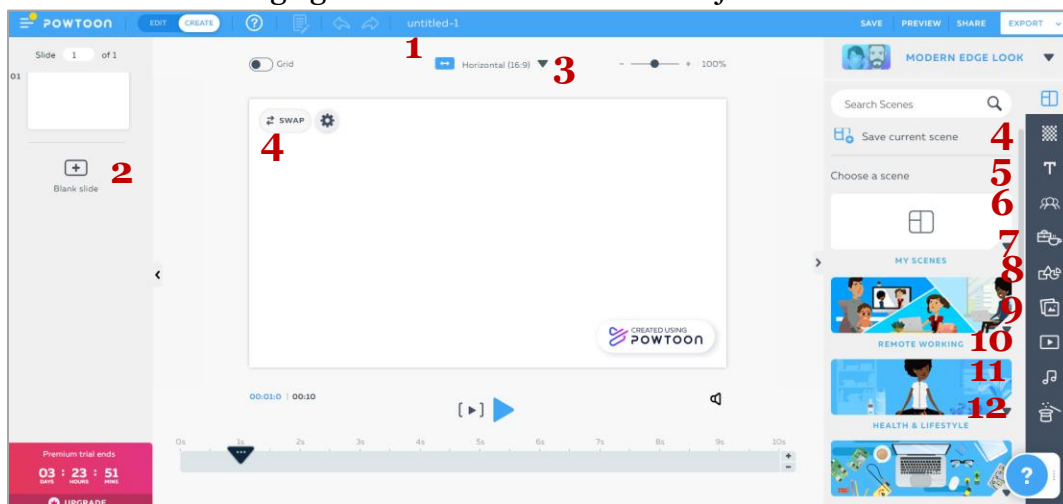 POWTOON EDIT CREATE ? untitled-1 SAVE PREVIEW SHARE EXPORT
1
Slide 1 of 1
01
Grid
Horizontal (16:9)
3
- + 100%
MODERN EDGE LOOK
Search Scenes
SWAP
4
Save current scene
4
Blank slide
2
Choose a scene
5
6
7
MY SCENES
8
9
CREATED USING
POWTOON
REMOTE WORKING
10
11
00:01:0 | 00:10
12
HEALTH & LIFESTYLE
0s 1s 2s 3s 4s 5s 6s 7s 8s 9s 10s
+
-
Premium trial ends
03 : 23 : 51
DAYS HOURS MINS
UPGRADE
?